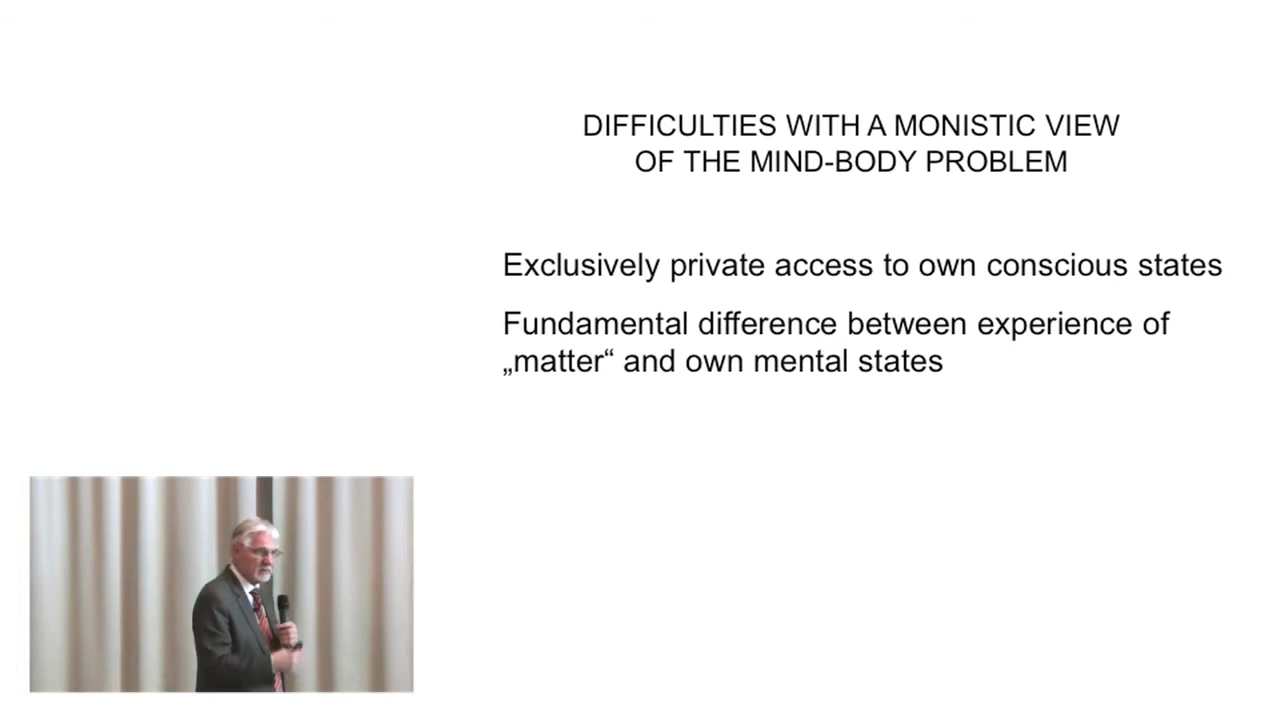 DIFFICULTIES WITH A MONISTIC VIEW
OF THE MIND-BODY PROBLEM
Exclusively private access to own conscious states
Fundamental difference between experience of
„matter“ and own mental states